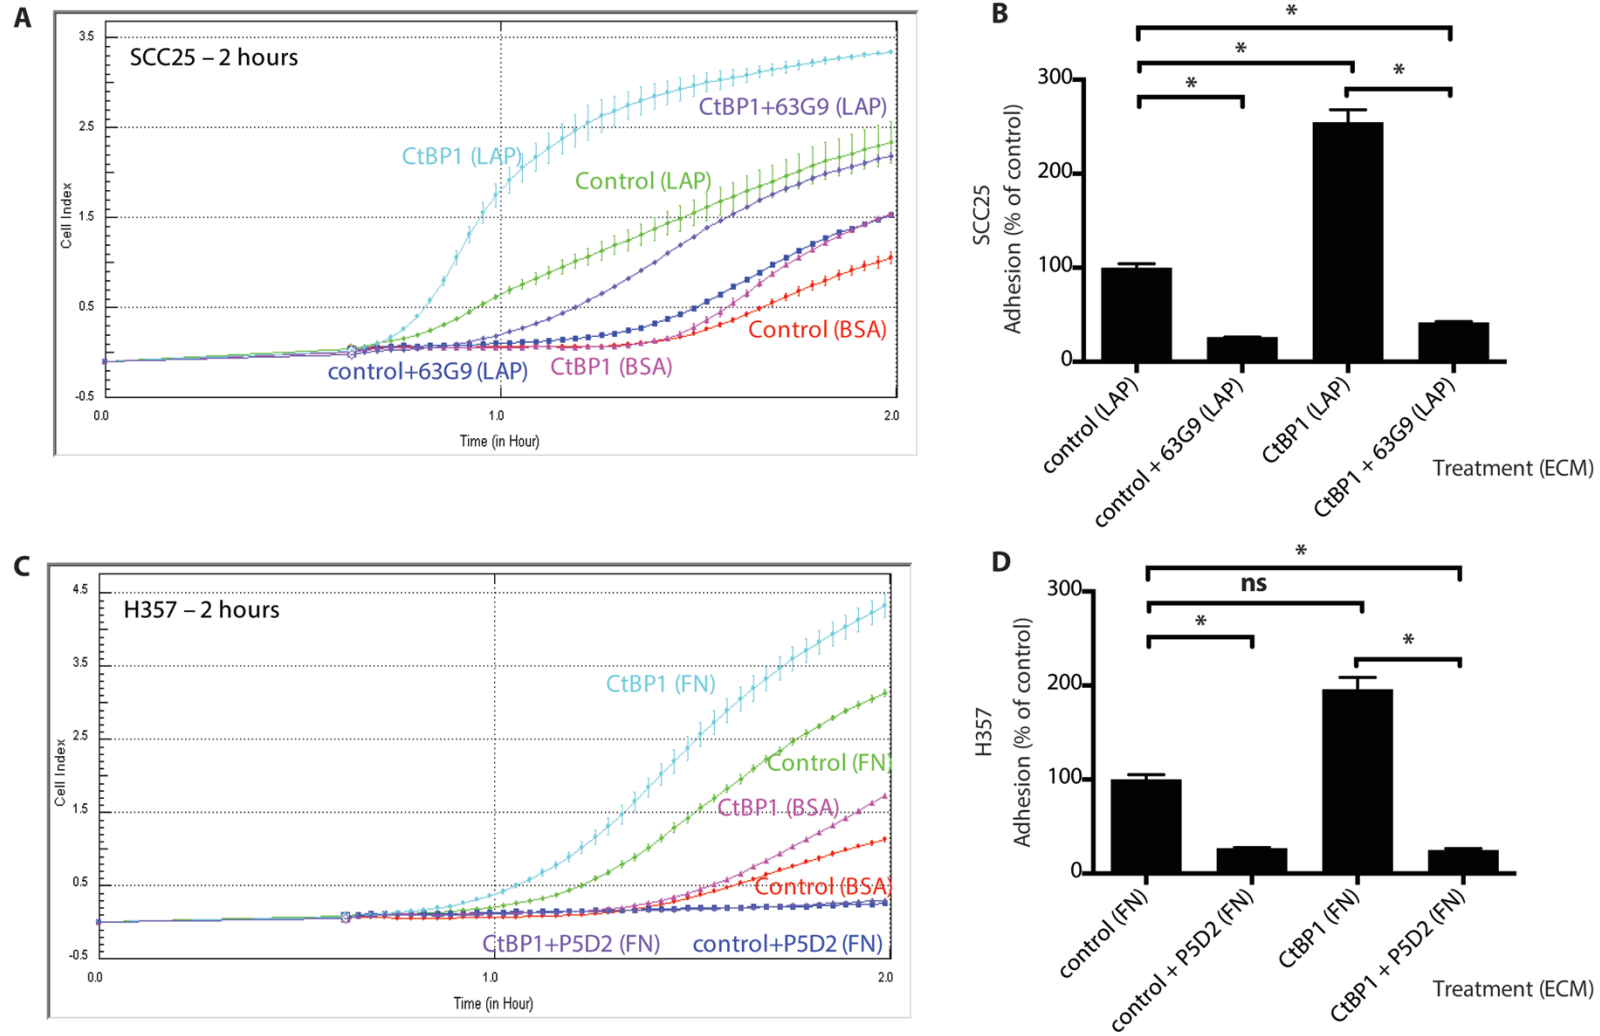 A
SCC25 – 2 hours
3.5
2.5
1.5
0.5
-0.5
Cell Index
CtBP1 (LAP)
CtBP1+63G9 (LAP)
Control (LAP)
Control (BSA)
control+63G9 (LAP)
CtBP1 (BSA)
0.0
1.0
2.0
Time (in Hour)
B
*
*
*
*
300
200
100
0
SCC25
Adhesion (% of control)
control (LAP)
control + 63G9 (LAP)
CtBP1 (LAP)
CtBP1 + 63G9 (LAP)
Treatment (ECM)
C
H357 – 2 hours
4.5
3.5
2.5
1.5
0.5
-0.5
Cell Index
CtBP1 (FN)
Control (FN)
CtBP1 (BSA)
Control (BSA)
CtBP1+P5D2 (FN)
control+P5D2 (FN)
0.0
1.0
2.0
Time (in Hour)
D
*
ns
*
*
300
200
100
0
H357
Adhesion (% of control)
control (FN)
control + P5D2 (FN)
CtBP1 (FN)
CtBP1 + P5D2 (FN)
Treatment (ECM)